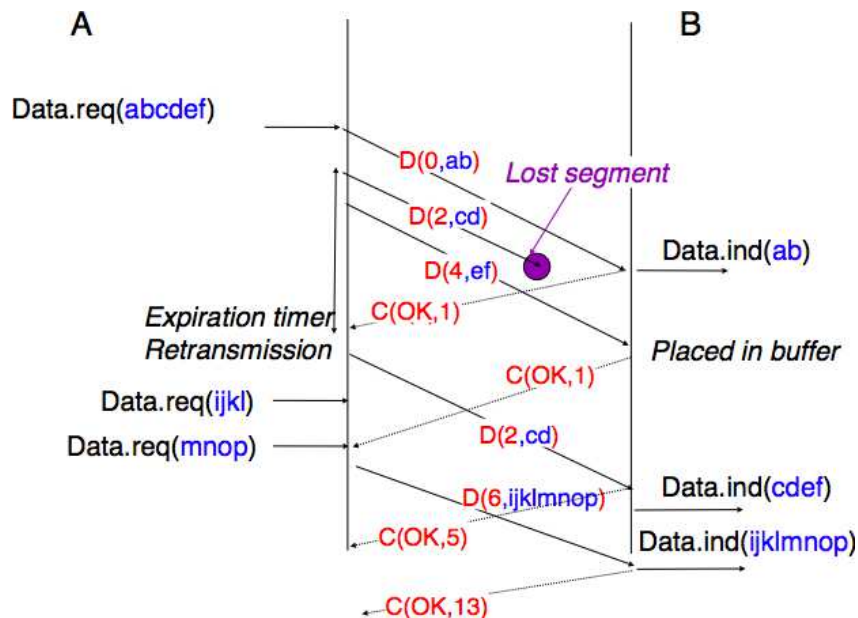 A
B
Data.req(abcdef)
D(0,ab)
Lost segment
D(2,cd)
Data.ind(ab)
D(4,ef)
C(OK,1)
Expiration timer
Retransmission
Placed in buffer
C(OK,1)
Data.req(ijkl)
D(2,cd)
Data.req(mnop)
Data.ind(cdef)
D(6,ijklmnop)
C(OK,5)
Data.ind(ijklmnop)
C(OK,13)